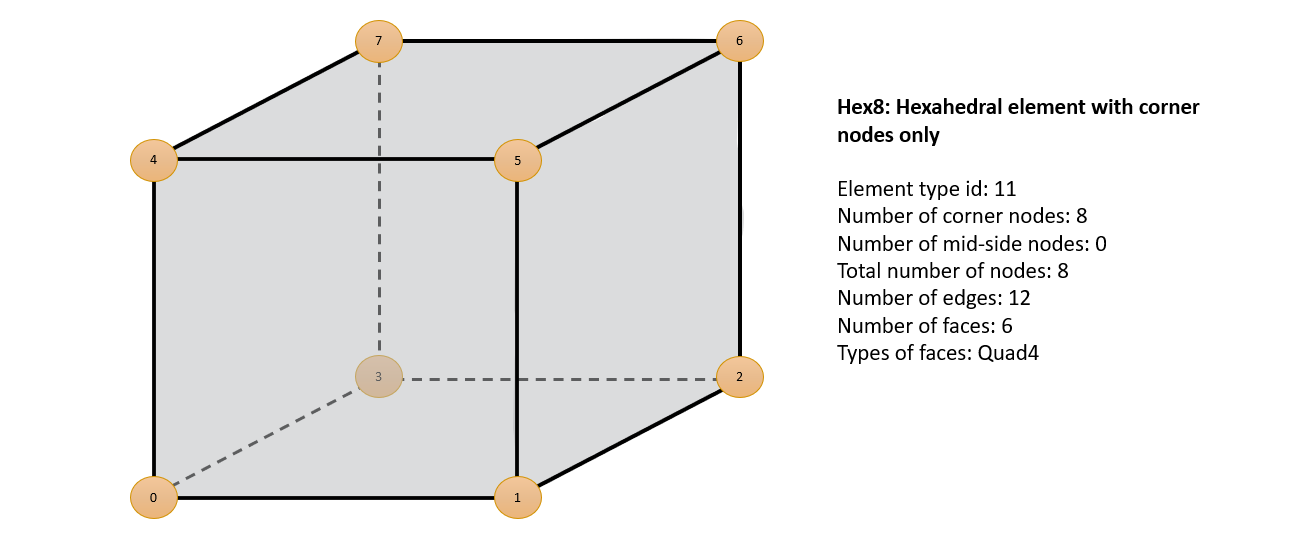 7
6
Hex8: Hexahedral element with corner
nodes only
4
5
Element type id: 11
Number of corner nodes: 8
Number of mid-side nodes: 0
Total number of nodes: 8
Number of edges: 12
Number of faces: 6
Types of faces: Quad4
3
2
0
1